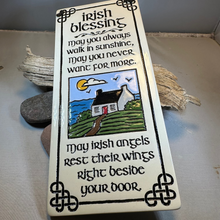 irish
blessing
May you always
walk in sunshine,
May you never
want for more.
May irish angels
rest their wings
right beside
your door.